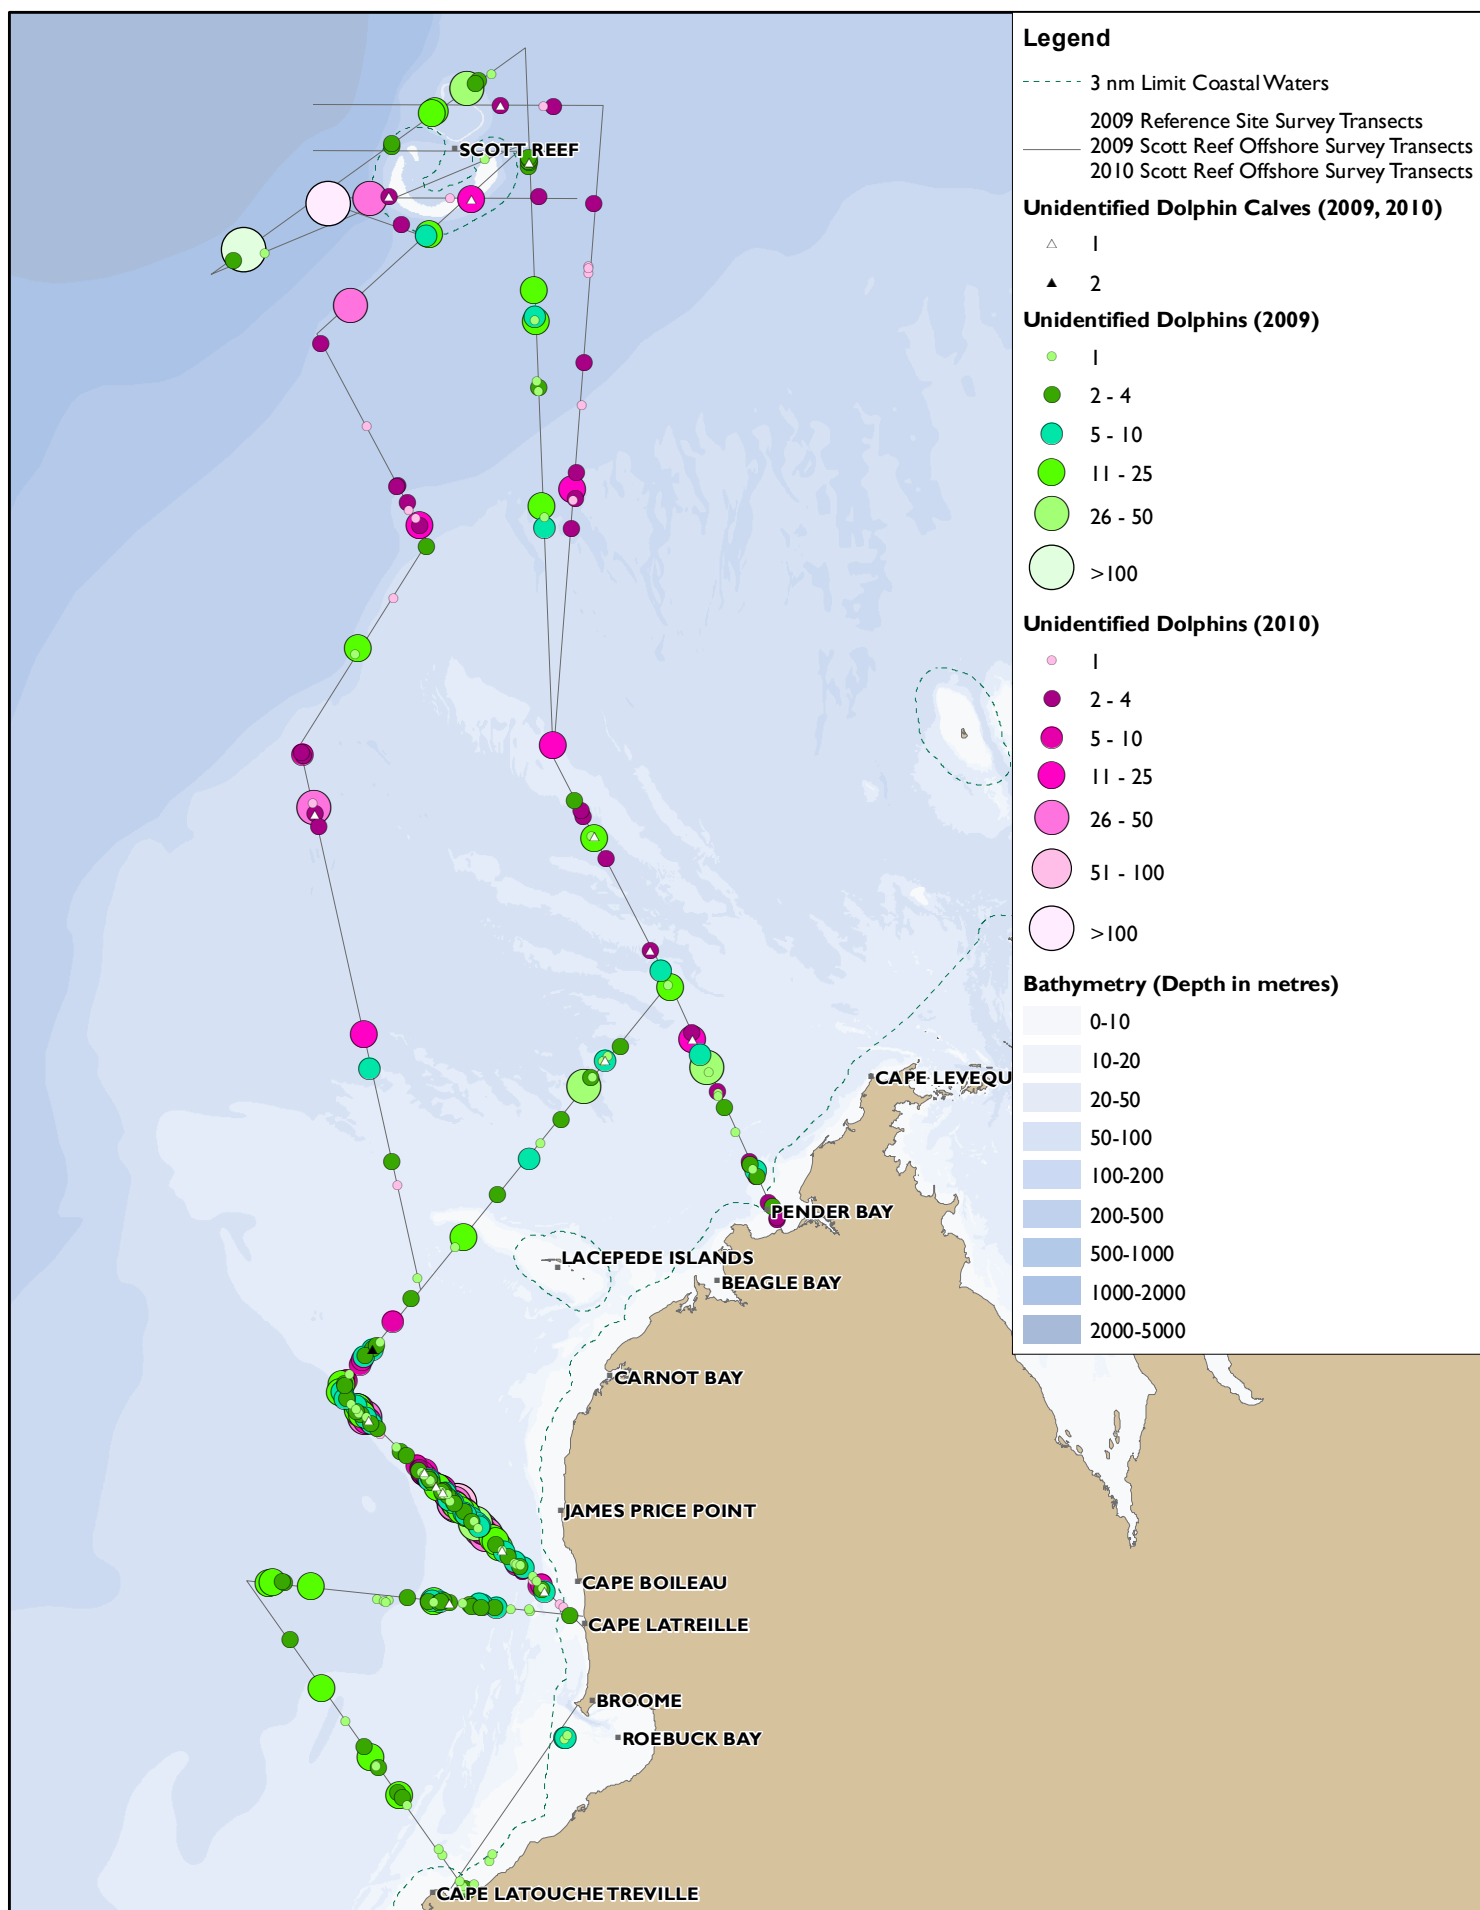 SCOTT REEF
CAPE LEVEQU
PENDER BAY
LACEPEDE ISLANDS
BEAGLE BAY
CARNOT BAY
JAMES PRICE POINT
CAPE BOILEAU
CAPE LATREILLE
BROOME
ROEBUCK BAY
CAPE LATOUCHE TREVILLE
Legend
3 nm Limit Coastal Waters
2009 Reference Site Survey Transects
2009 Scott Reef Offshore Survey Transects
2010 Scott Reef Offshore Survey Transects
Unidentified Dolphin Calves (2009, 2010)
1
2
Unidentified Dolphins (2009)
1
2 - 4
5 - 10
11 - 25
26 - 50
>100
Unidentified Dolphins (2010)
1
2 - 4
5 - 10
11 - 25
26 - 50
51 - 100
>100
Bathymetry (Depth in metres)
0-10
10-20
20-50
50-100
100-200
200-500
500-1000
1000-2000
2000-5000